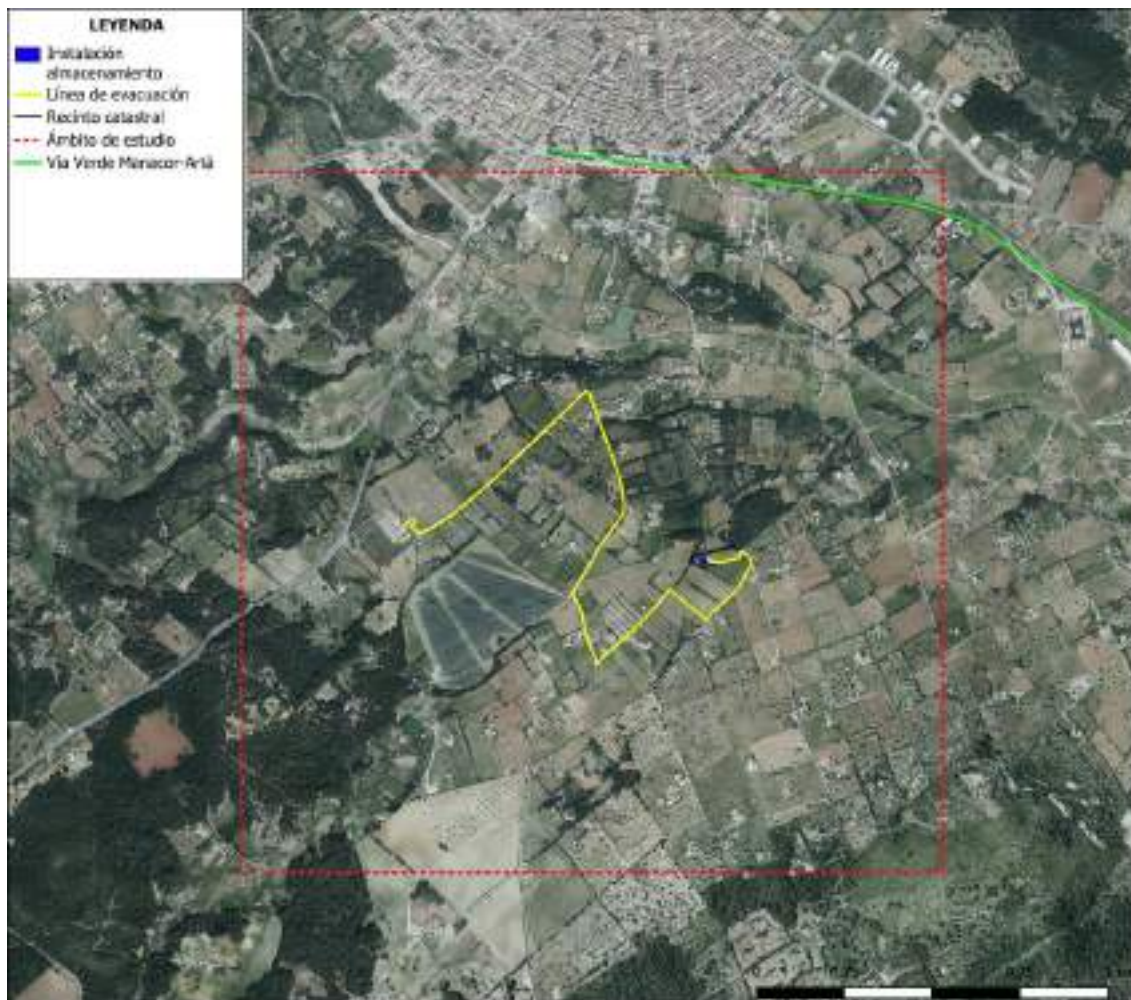 LEYENDA
Instalación
almacenamiento
Línea de evacuación
Recinto catastral
Ámbito de estudio
Vía Verde Manacor-Artà